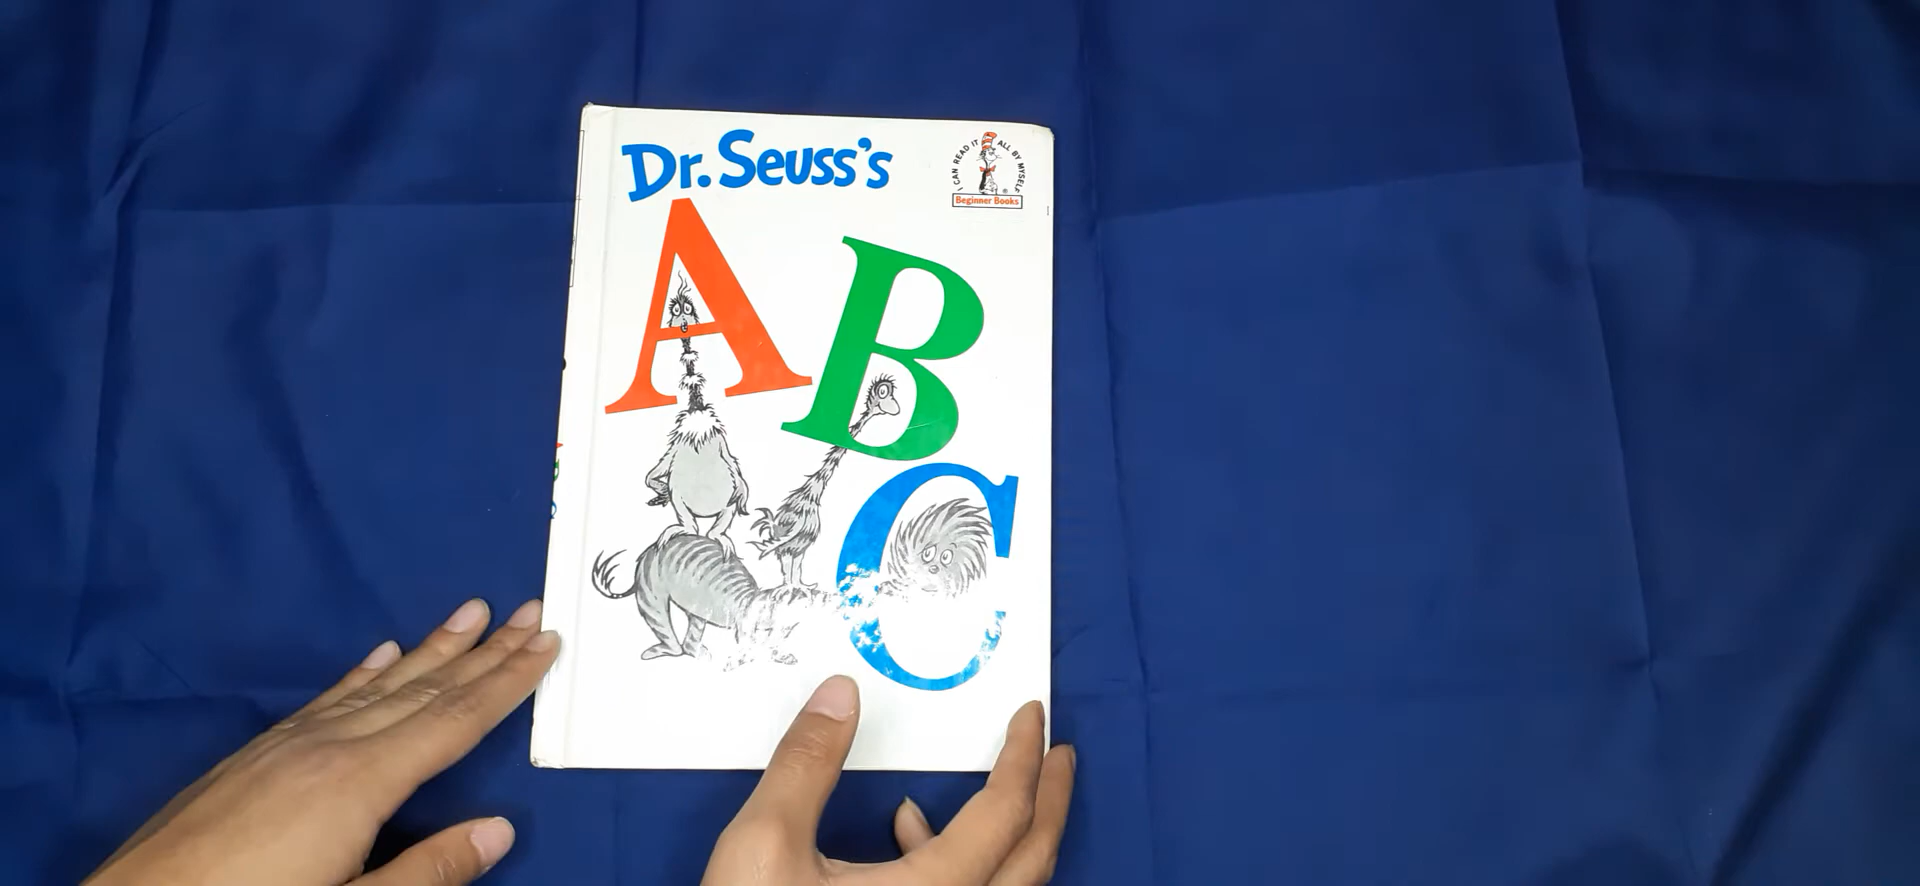 Dr. Seuss's
I CAN READ IT ALL BY MYSELF
Beginner Books
A
B
C